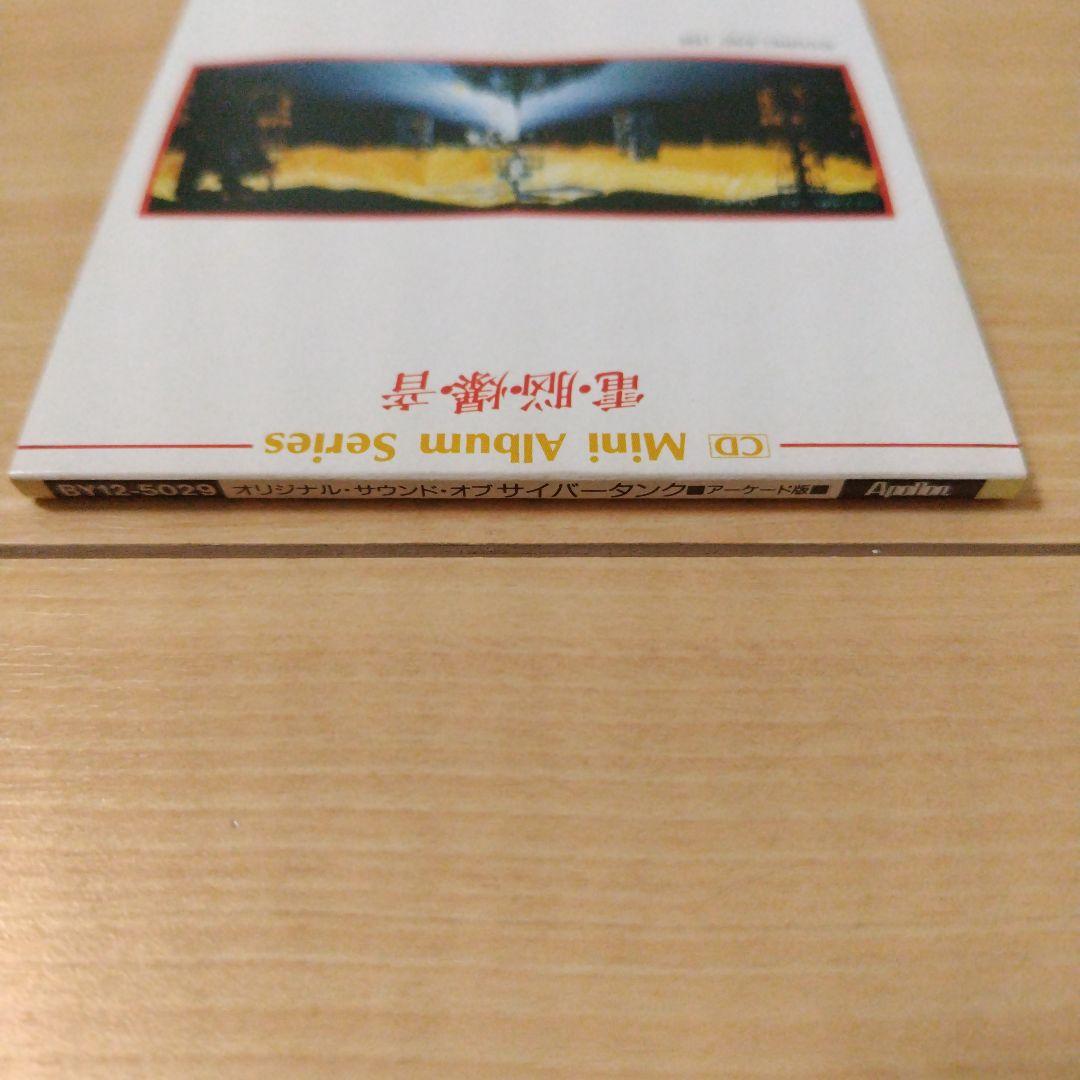 電・脳・爆・音
CD Mini Album Series
BY12-5029 オリジナル・サウンド・オブサイバータンク■アーケード版■ Apollon